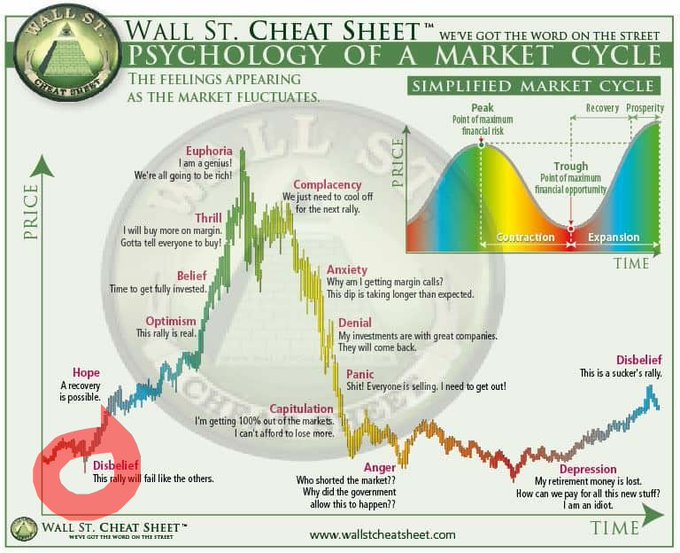 WALL ST.
CHEAT SHEET
WALL ST. CHEAT SHEET™ WE'VE GOT THE WORD ON THE STREET
PSYCHOLOGY OF A MARKET CYCLE
THE FEELINGS APPEARING
AS THE MARKET FLUCTUATES.
SIMPLIFIED MARKET CYCLE
Peak
Point of maximum
financial risk
Recovery
Prosperity
Trough
Point of maximum
financial opportunity
Contraction
Expansion
PRICE
TIME
WALL ST.
CHEAT SHEET
PRICE
Euphoria
I am a genius!
We're all going to be rich!
Complacency
We just need to cool off
for the next rally.
Thrill
I will buy more on margin.
Gotta tell everyone to buy!
Belief
Time to get fully invested.
Anxiety
Why am I getting margin calls?
This dip is taking longer than expected.
Optimism
This rally is real.
Denial
My investments are with great companies.
They will come back.
Hope
A recovery
is possible.
Panic
Shit! Everyone is selling. I need to get out!
Disbelief
This is a sucker's rally.
Capitulation
I'm getting 100% out of the markets.
I can't afford to lose more.
Disbelief
This rally will fail like the others.
Anger
Who shorted the market??
Why did the government
allow this to happen??
Depression
My retirement money is lost.
How can we pay for all this new stuff?
I am an idiot.
WALL ST. CHEAT SHEET™
WE'VE GOT THE WORD ON THE STREET
www.wallstcheatsheet.com
TIME